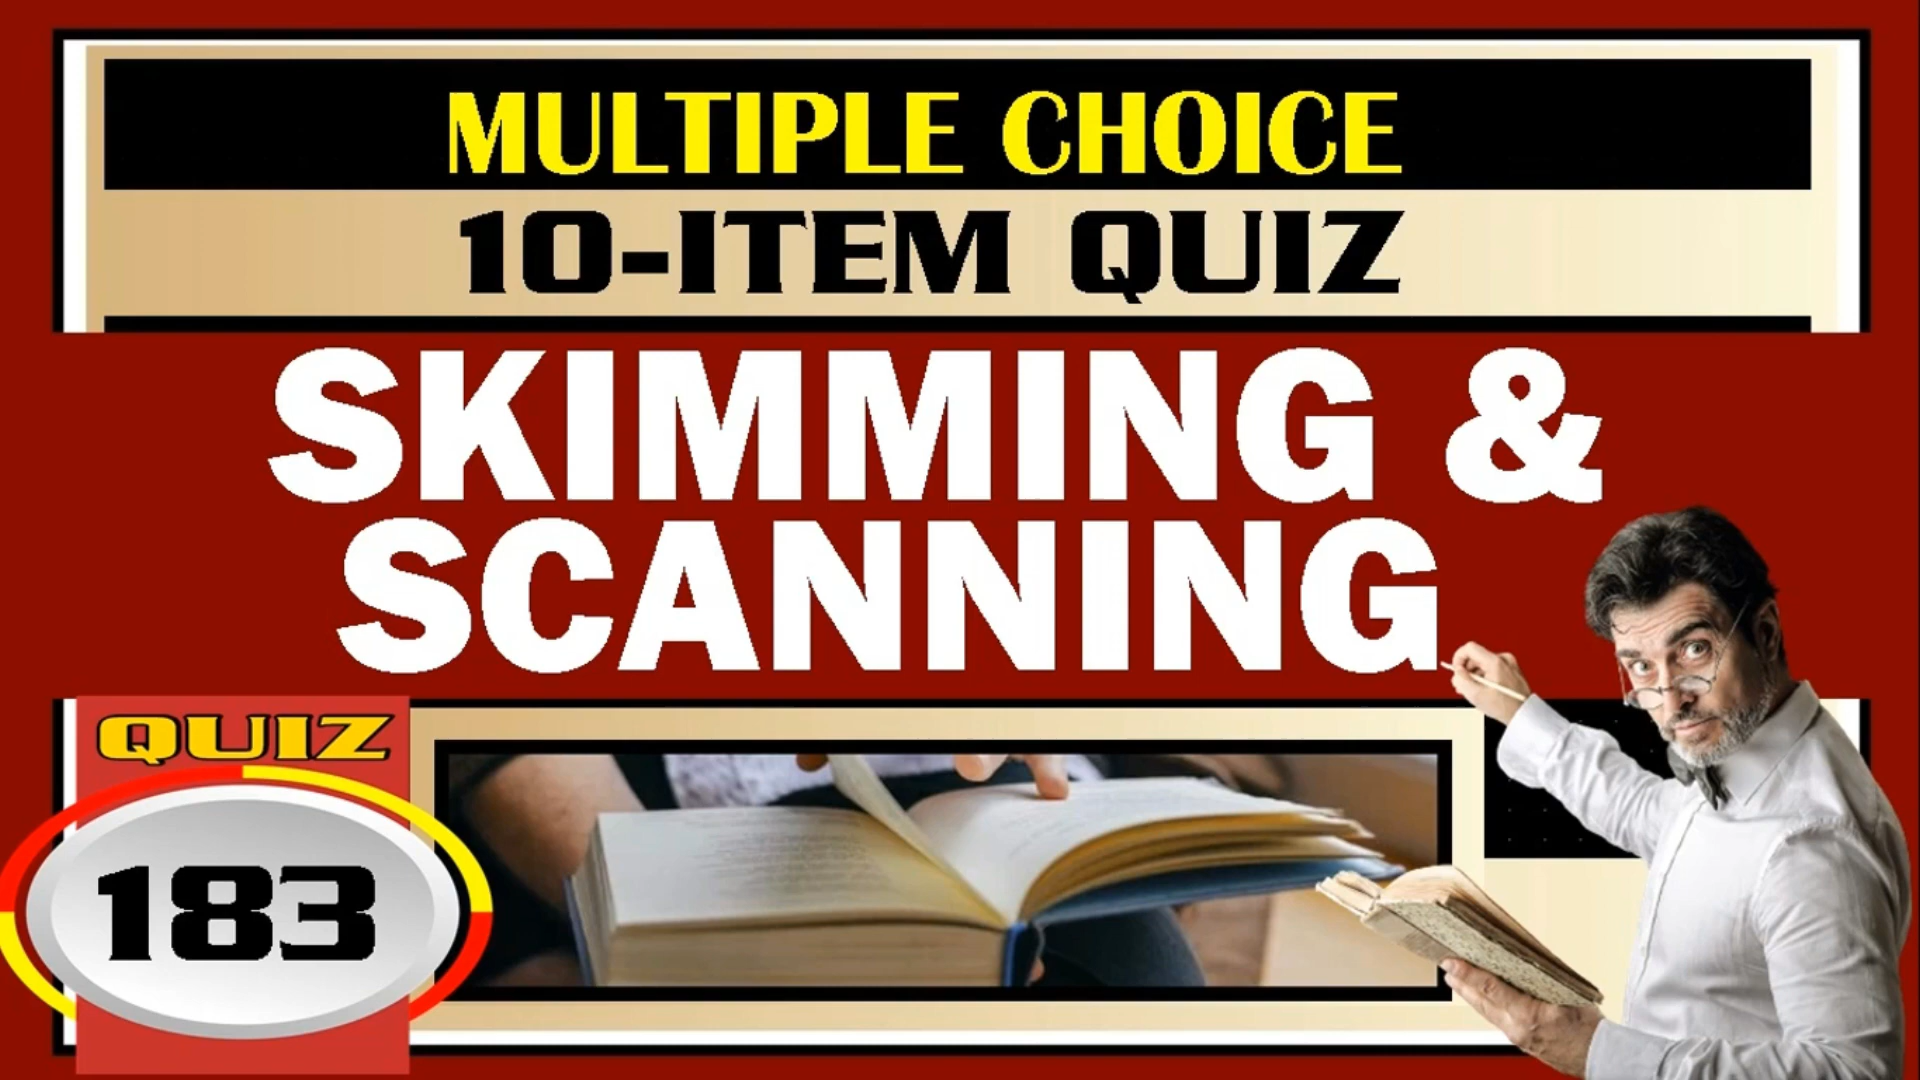 MULTIPLE CHOICE
10-ITEM QUIZ
SKIMMING &
SCANNING
QUIZ
183